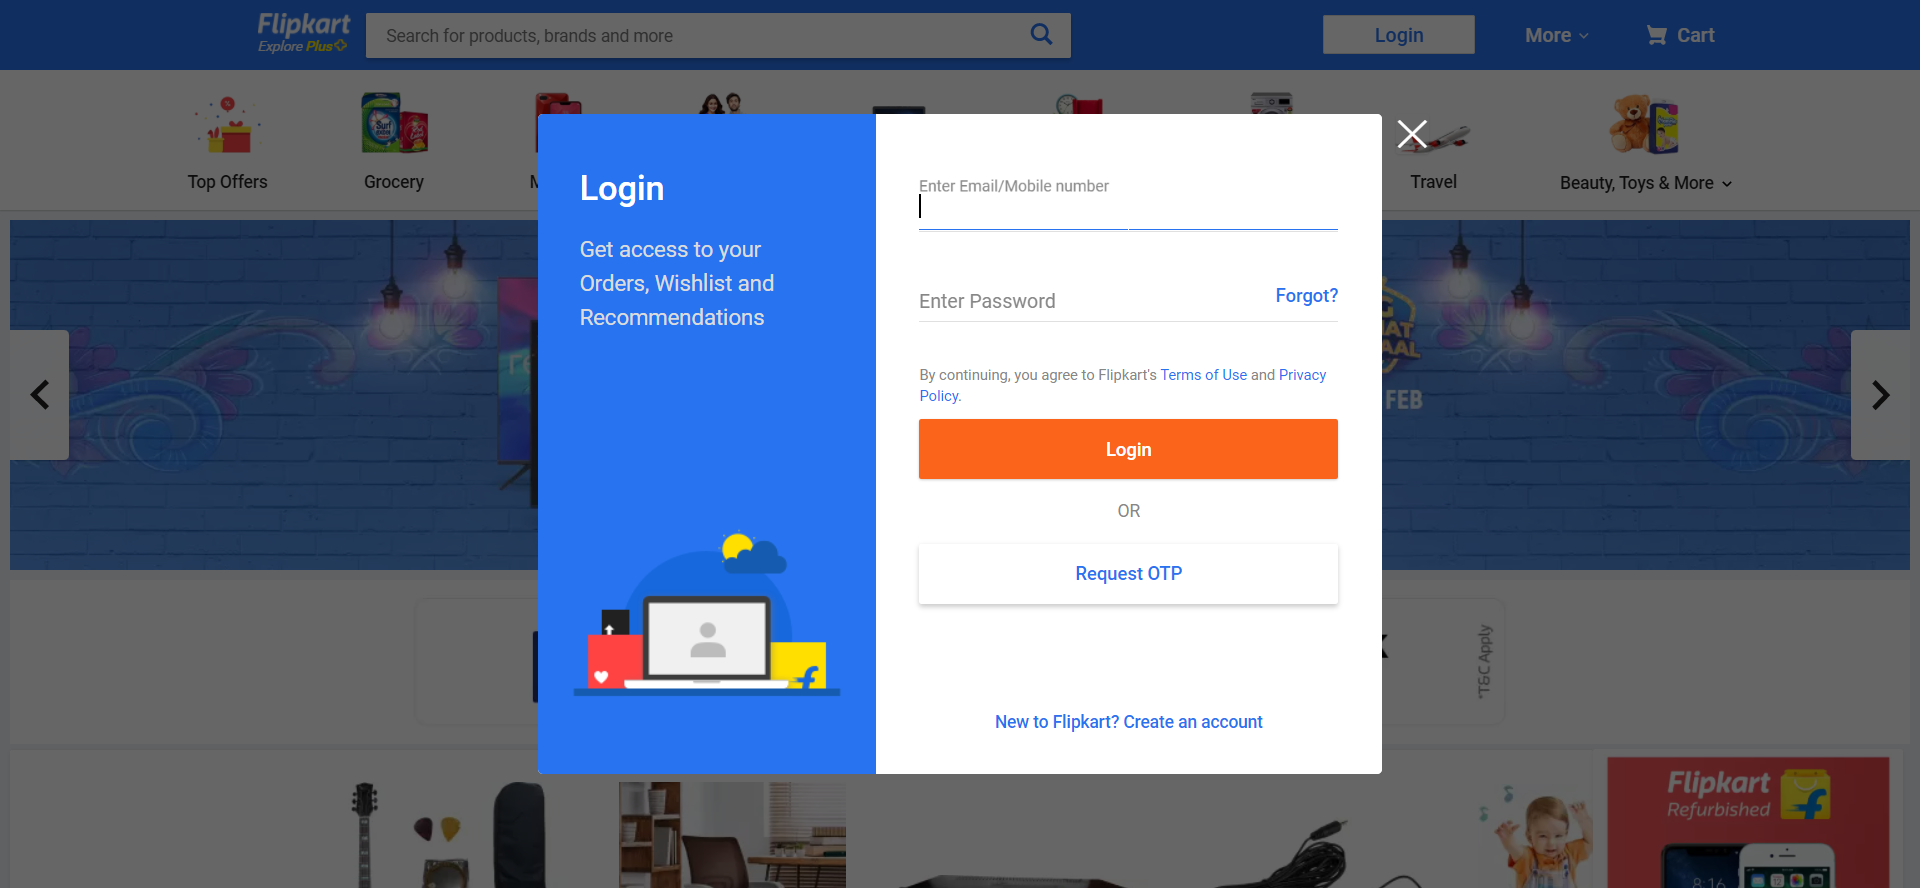 Flipkart
Explore Plus
Search for products, brands and more
Login
More
Cart
Top Offers
Grocery
Travel
Beauty, Toys & More
Login
Get access to your
Orders, Wishlist and
Recommendations
Enter Email/Mobile number
Enter Password
Forgot?
By continuing, you agree to Flipkart's Terms of Use and Privacy
Policy.
Login
OR
Request OTP
New to Flipkart? Create an account
FEB
*T&C Apply
Flipkart
Refurbished
8:16